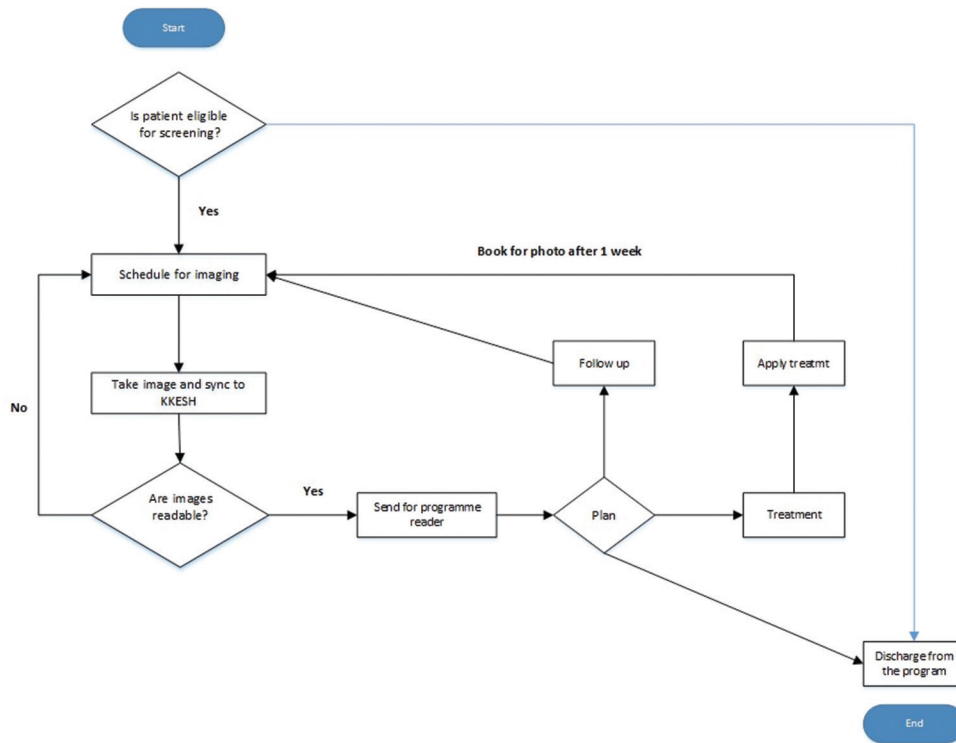 Start
Is patient eligible
for screening?
Yes
Book for photo after 1 week
Schedule for imaging
Follow up
Apply treatmt
Take image and sync to
KKESH
No
Are images
readable?
Yes
Send for programme
reader
Plan
Treatment
Discharge from
the program
End